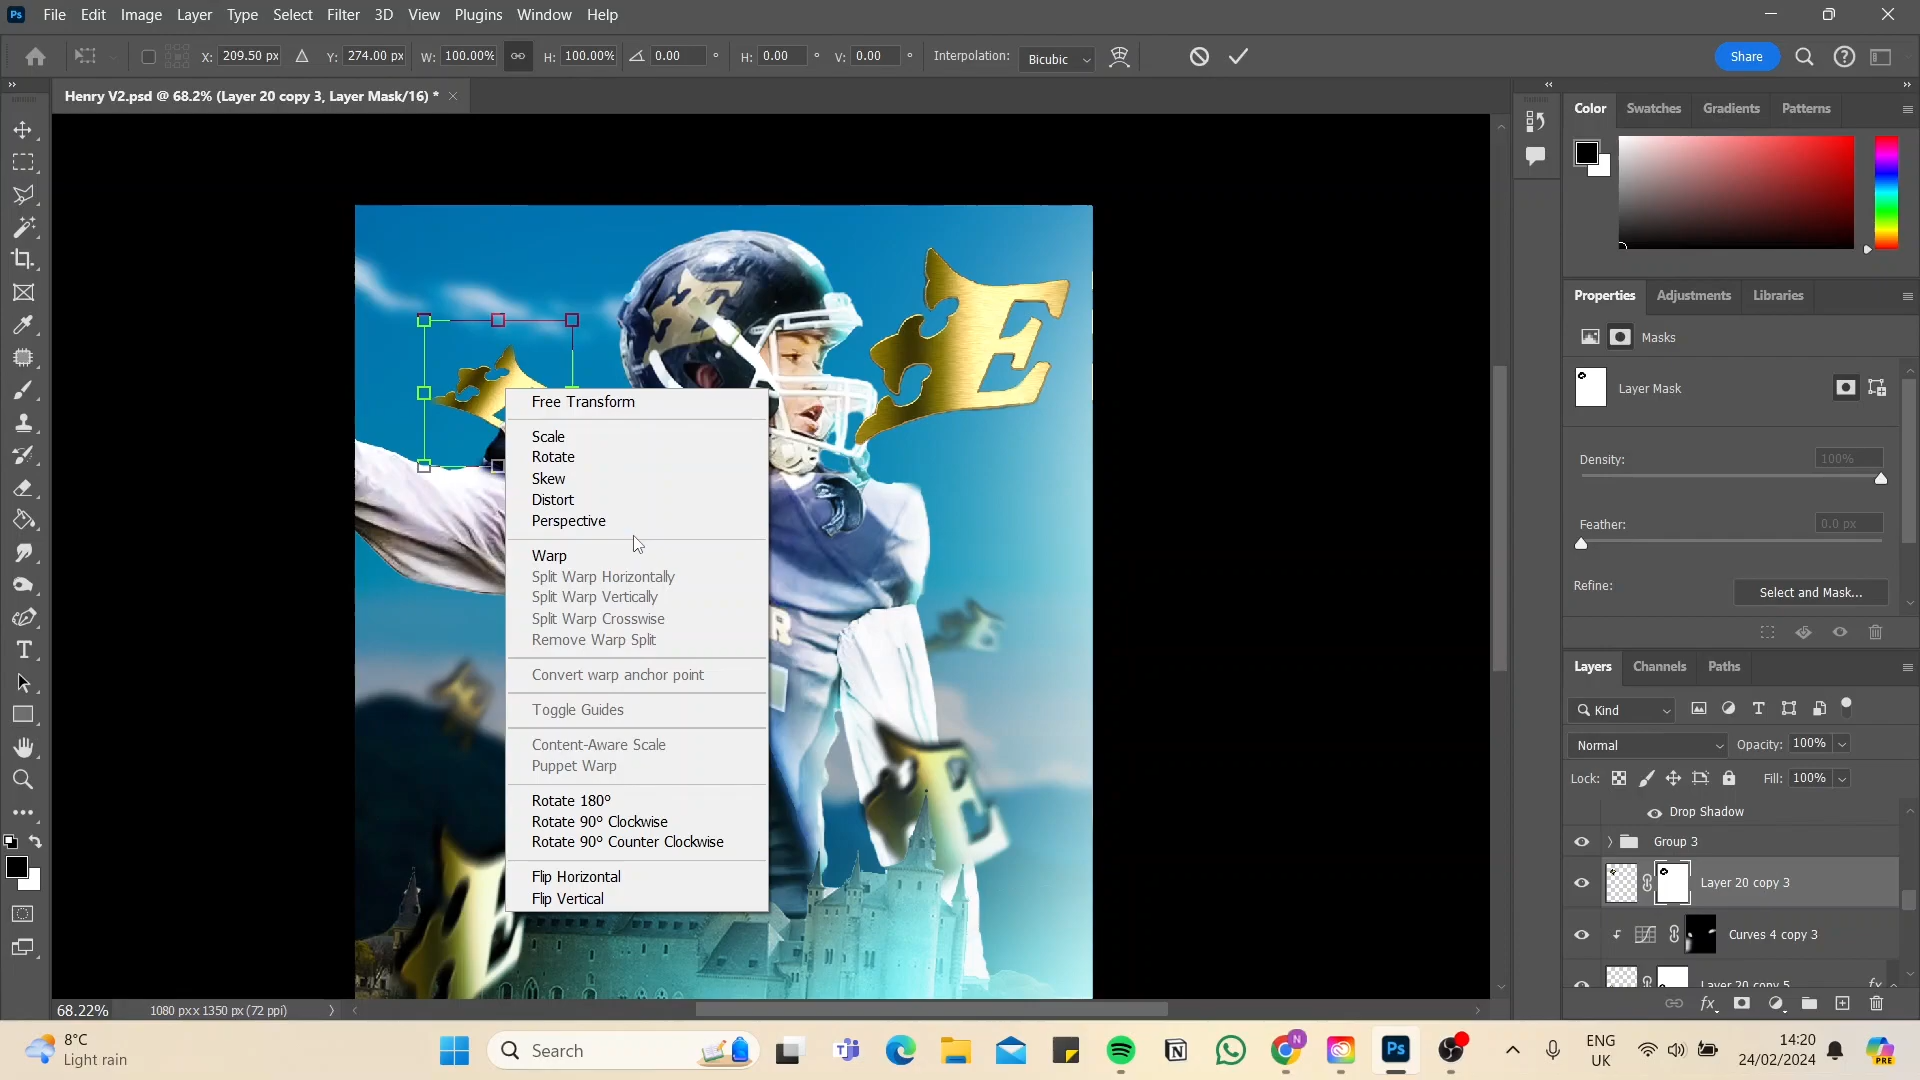 File Edit Image Layer Type Select Filter 3D View Plugins Window Help
X: 209.50 px Y: 274.00 px W: 100.00% H: 100.00% 0.00 ° H: 0.00 ° V: 0.00 ° Interpolation: Bicubic Share
Henry V2.psd @ 68.2% (Layer 20 copy 3, Layer Mask/16) *
Color Swatches Gradients Patterns
Properties Adjustments Libraries
Masks
Layer Mask
Density: 100%
Feather: 0.0 px
Refine: Select and Mask...
Layers Channels Paths
Kind
Normal Opacity: 100%
Lock: Fill: 100%
Drop Shadow
Group 3
Layer 20 copy 3
Curves 4 copy 3
Layer 20 copy 5 fx
Free Transform
Scale
Rotate
Skew
Distort
Perspective
Warp
Split Warp Horizontally
Split Warp Vertically
Split Warp Crosswise
Remove Warp Split
Convert warp anchor point
Toggle Guides
Content-Aware Scale
Puppet Warp
Rotate 180°
Rotate 90° Clockwise
Rotate 90° Counter Clockwise
Flip Horizontal
Flip Vertical
E
E
R
E
E
68.22% 1080 px x 1350 px (72 ppi)
8°C
Light rain
Search
ENG
UK
14:20
24/02/2024